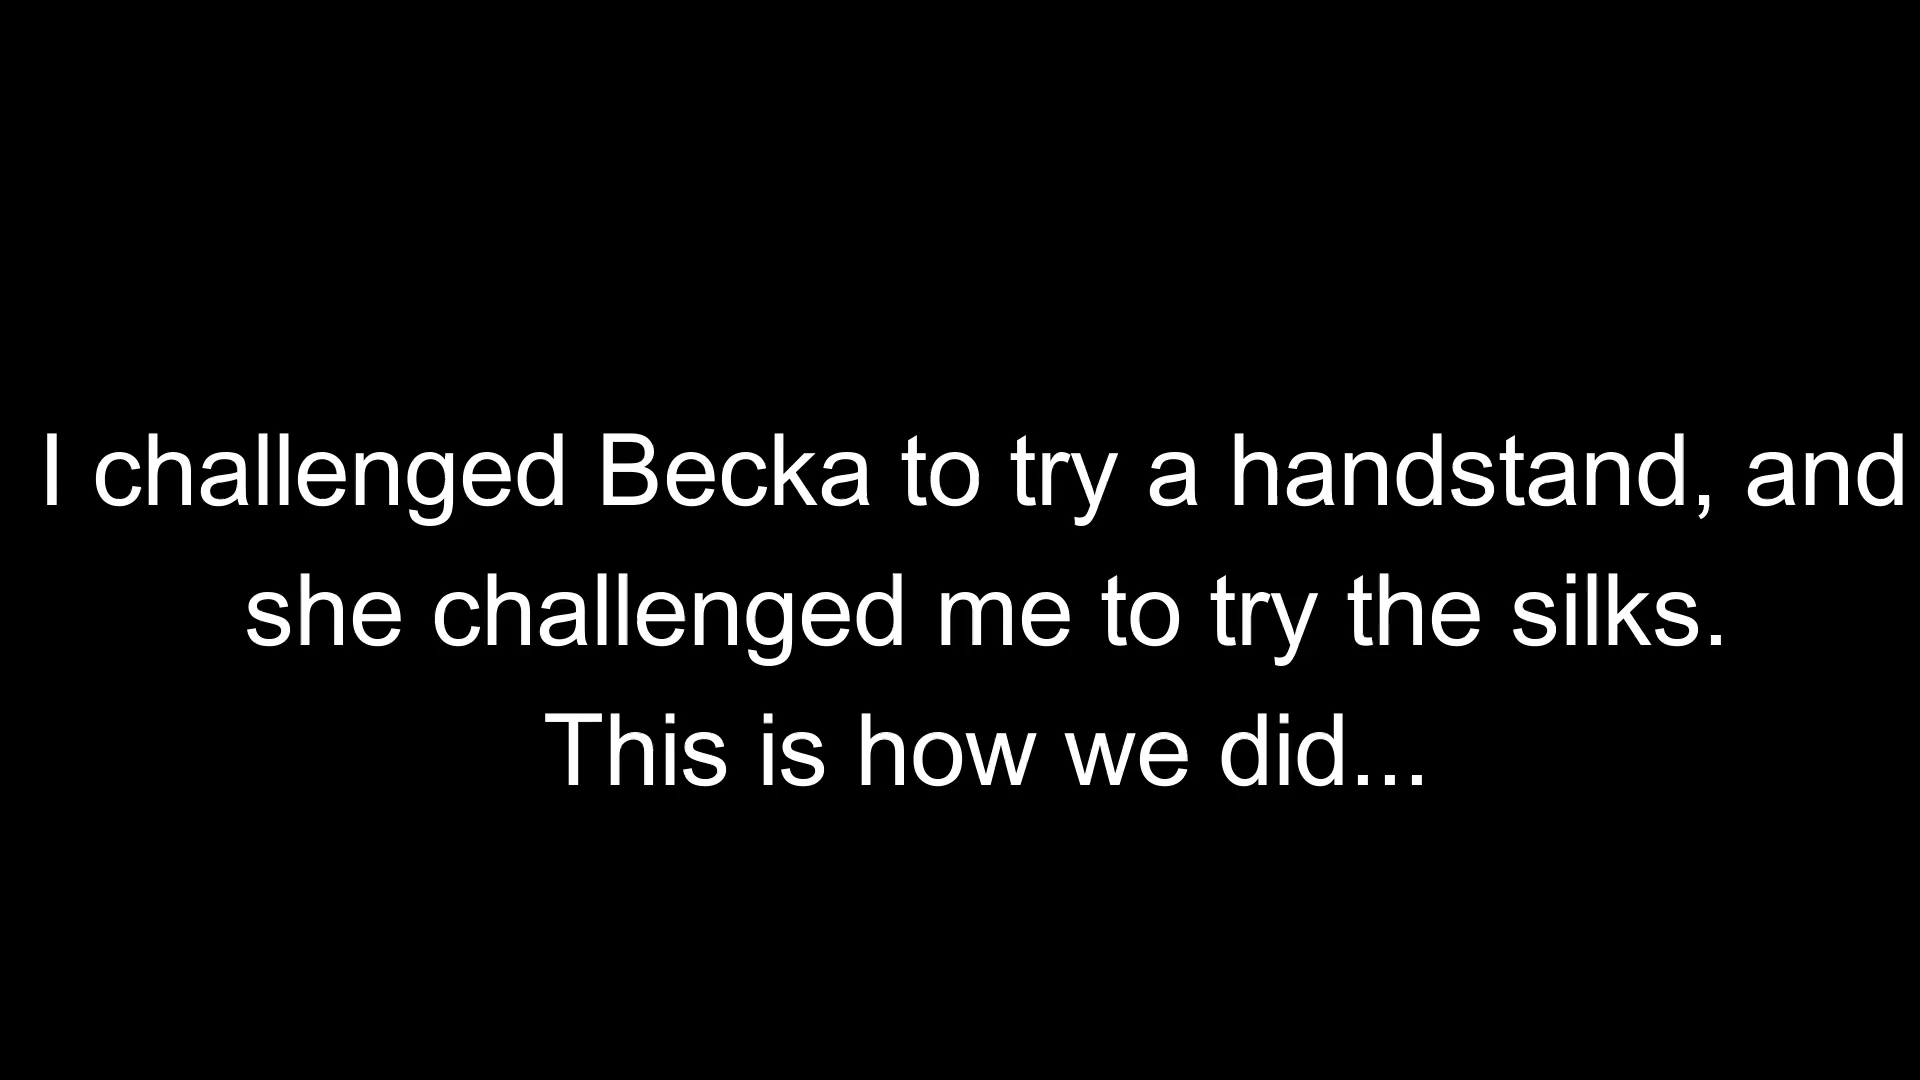 I challenged Becka to try a handstand, and
she challenged me to try the silks.
This is how we did...